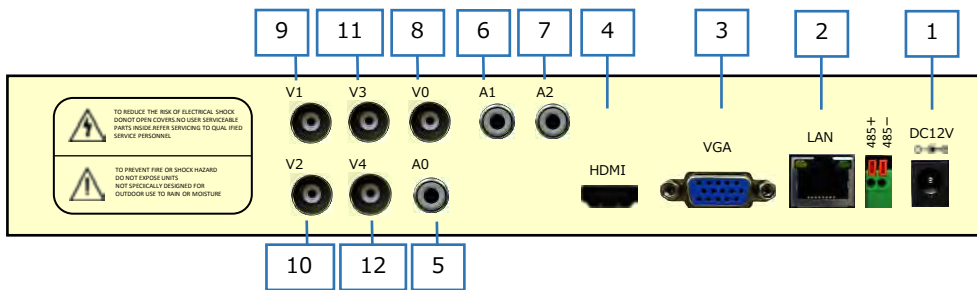 9 11 8 6 7 4 3 2 1
V1 V3 V0 A1 A2
TO REDUCE THE RISK OF ELECTRICAL SHOCK
DONOT OPEN COVERS.NO USER SERVICEABLE
PARTS INSIDE.REFER SERVICING TO QUAL IFIED
SERVICE PERSONNEL
485+
485-
DC12V
LAN
VGA
HDMI
V2 V4 A0
TO PREVENT FIRE OR SHOCK HAZARD
DO NOT EXPOSE UNITS
NOT SPECKICALLY DESIGNED FOR
OUTDOOR USE TO RAIN OR MOISTURE
10 12 5